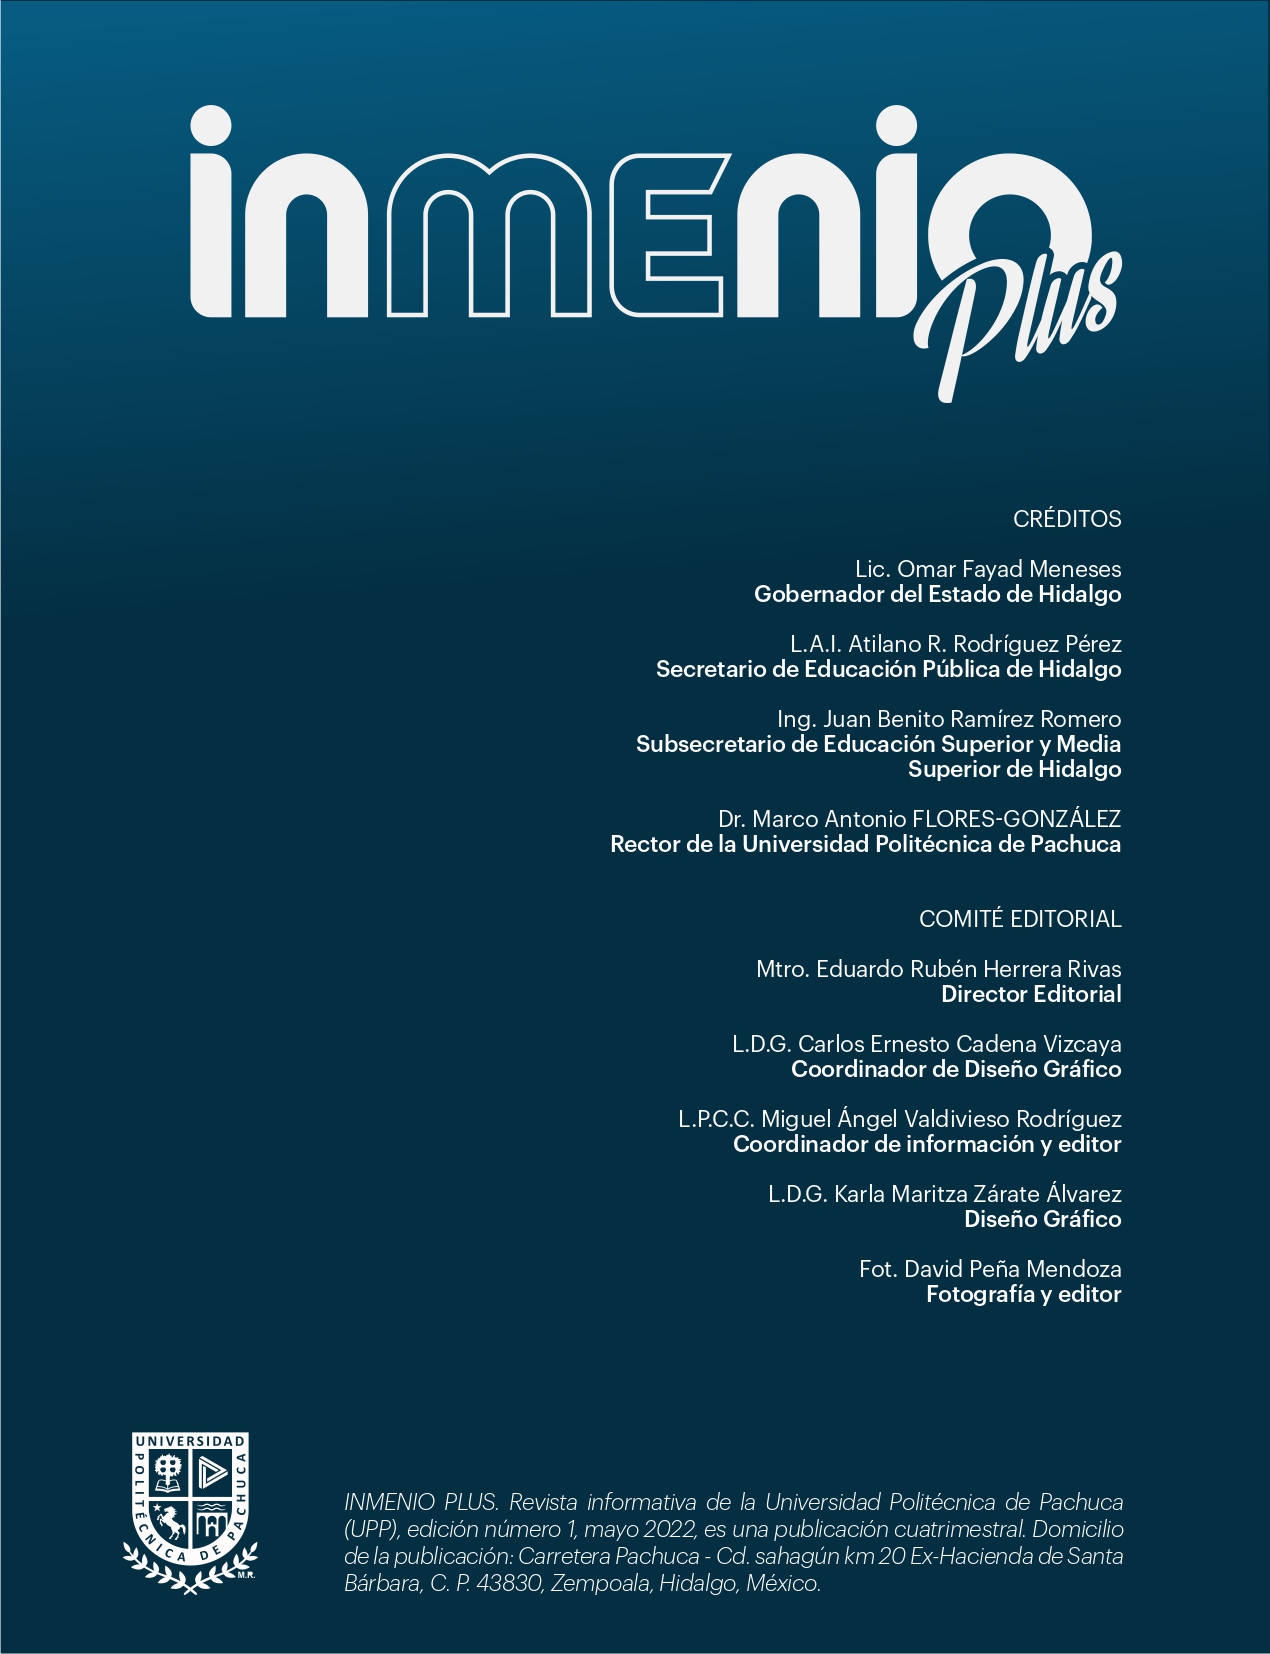 inmenio
Plus
CRÉDITOS
Lic. Omar Fayad Meneses
Gobernador del Estado de Hidalgo
L.A.I. Atilano R. Rodríguez Pérez
Secretario de Educación Pública de Hidalgo
Ing. Juan Benito Ramírez Romero
Subsecretario de Educación Superior y Media
Superior de Hidalgo
Dr. Marco Antonio FLORES-GONZÁLEZ
Rector de la Universidad Politécnica de Pachuca
COMITÉ EDITORIAL
Mtro. Eduardo Rubén Herrera Rivas
Director Editorial
L.D.G. Carlos Ernesto Cadena Vizcaya
Coordinador de Diseño Gráfico
L.P.C.C. Miguel Ángel Valdivieso Rodríguez
Coordinador de información y editor
L.D.G. Karla Maritza Zárate Álvarez
Diseño Gráfico
Fot. David Peña Mendoza
Fotografía y editor
UNIVERSIDAD
POLITÉCNICA DE PACHUCA
M.R.
INMENIO PLUS. Revista informativa de la Universidad Politécnica de Pachuca
(UPP), edición número 1, mayo 2022, es una publicación cuatrimestral. Domicilio
de la publicación: Carretera Pachuca - Cd. sahagún km 20 Ex-Hacienda de Santa
Bárbara, C. P. 43830, Zempoala, Hidalgo, México.